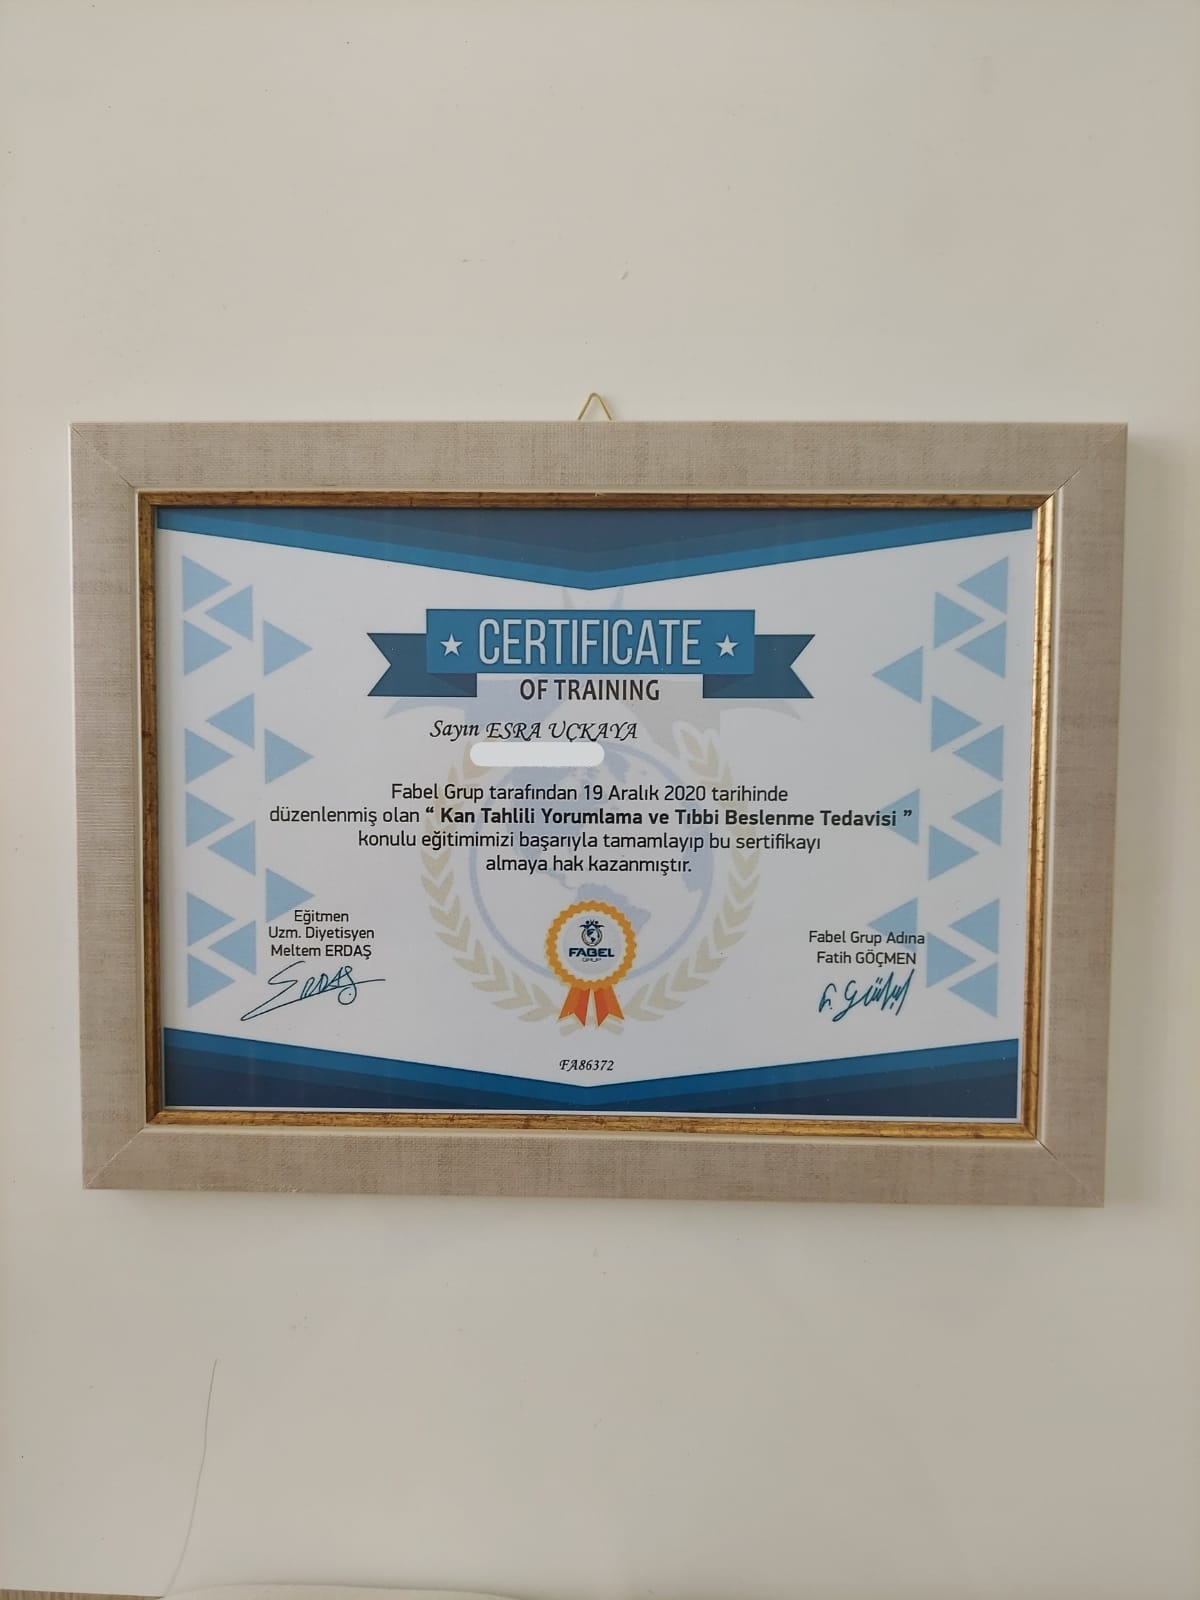 CERTIFICATE
OF TRAINING
Sayın ESRA UÇKAYA
Fabel Grup tarafından 19 Aralık 2020 tarihinde
düzenlenmiş olan “ Kan Tahlili Yorumlama ve Tıbbi Beslenme Tedavisi ”
konulu eğitimimizi başarıyla tamamlayıp bu sertifikayı
almaya hak kazanmıştır.
Eğitmen
Uzm. Diyetisyen
Meltem ERDAŞ
ERDAŞ
FABEL
GRUP
Fabel Grup Adına
Fatih GÖÇMEN
FA86372